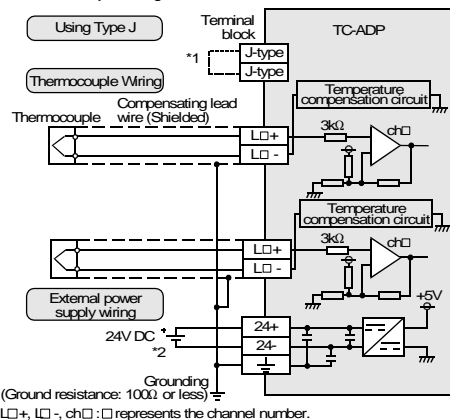 Using Type J
Terminal
block
TC-ADP
*1
J-type
J-type
Thermocouple Wiring
Temperature
compensation circuit
Compensating lead
wire (Shielded)
Thermocouple
L□+
L□-
3kΩ
ch□
Temperature
compensation circuit
L□+
L□-
3kΩ
ch□
External power
supply wiring
+5V
24V DC
+
*2
24+
24-
Grounding
(Ground resistance: 100Ω or less)
L□+, L□-, ch□ : □ represents the channel number.